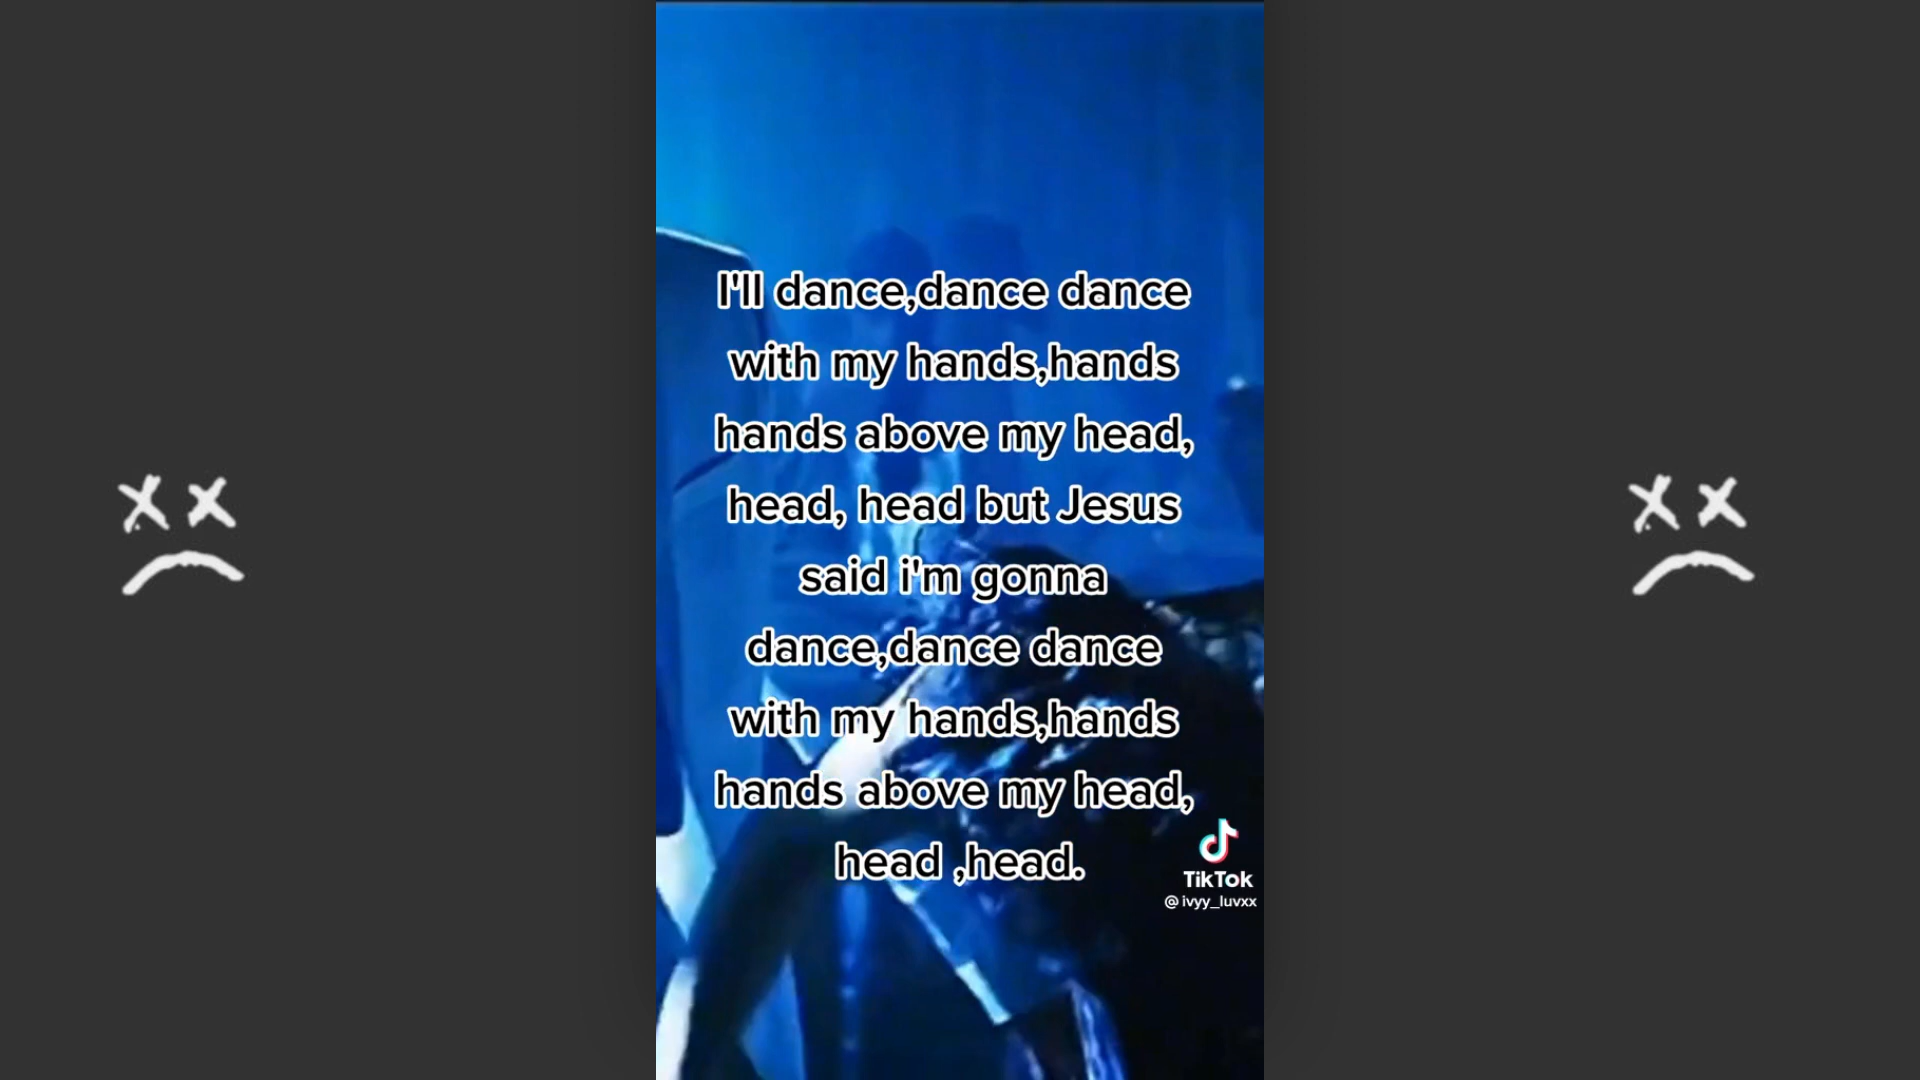 I'll dance,dance dance
with my hands,hands
hands above my head,
head, head but Jesus
said i'm gonna
dance,dance dance
with my hands,hands
hands above my head,
head ,head.
TikTok
@ivyy_luvxx